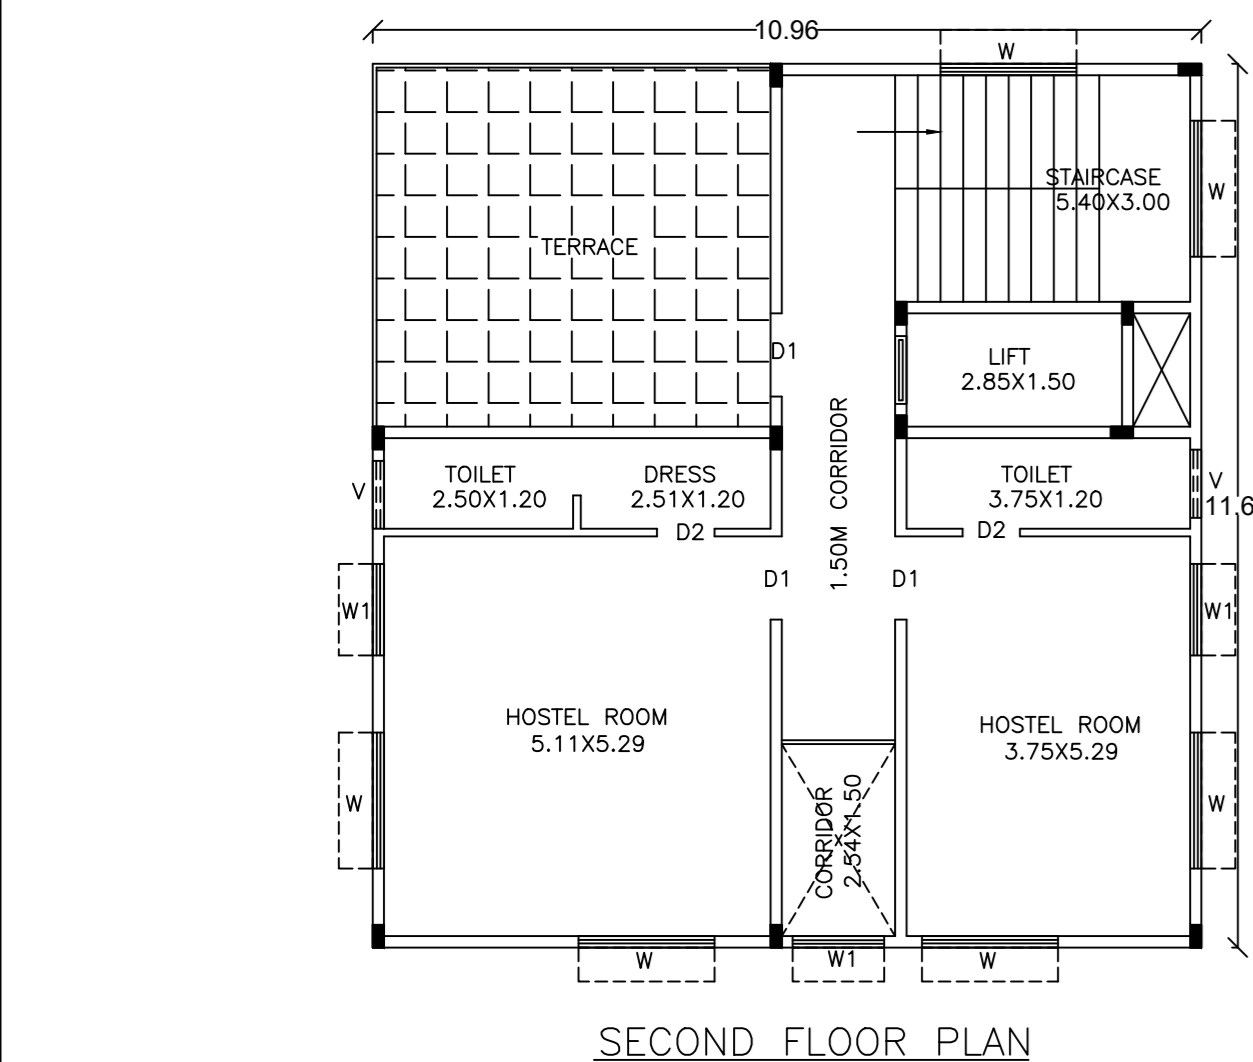 10.96
W
STAIRCASE
5.40X3.00
W
TERRACE
D1
LIFT
2.85X1.50
1.50M CORRIDOR
TOILET
2.50X1.20
DRESS
2.51X1.20
TOILET
3.75X1.20
V
V
11.6
D2
D2
D1
D1
W1
W1
HOSTEL ROOM
5.11X5.29
HOSTEL ROOM
3.75X5.29
W
W
CORRIDOR
2.54X1.50
W
W1
W
SECOND FLOOR PLAN